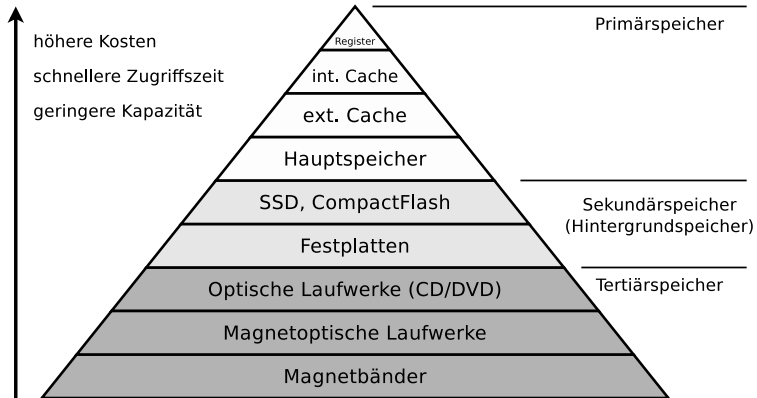 höhere Kosten
schnellere Zugriffszeit
geringere Kapazität
Register
int. Cache
ext. Cache
Hauptspeicher
SSD, CompactFlash
Festplatten
Optische Laufwerke (CD/DVD)
Magnetoptische Laufwerke
Magnetbänder
Primärspeicher
Sekundärspeicher
(Hintergrundspeicher)
Tertiärspeicher